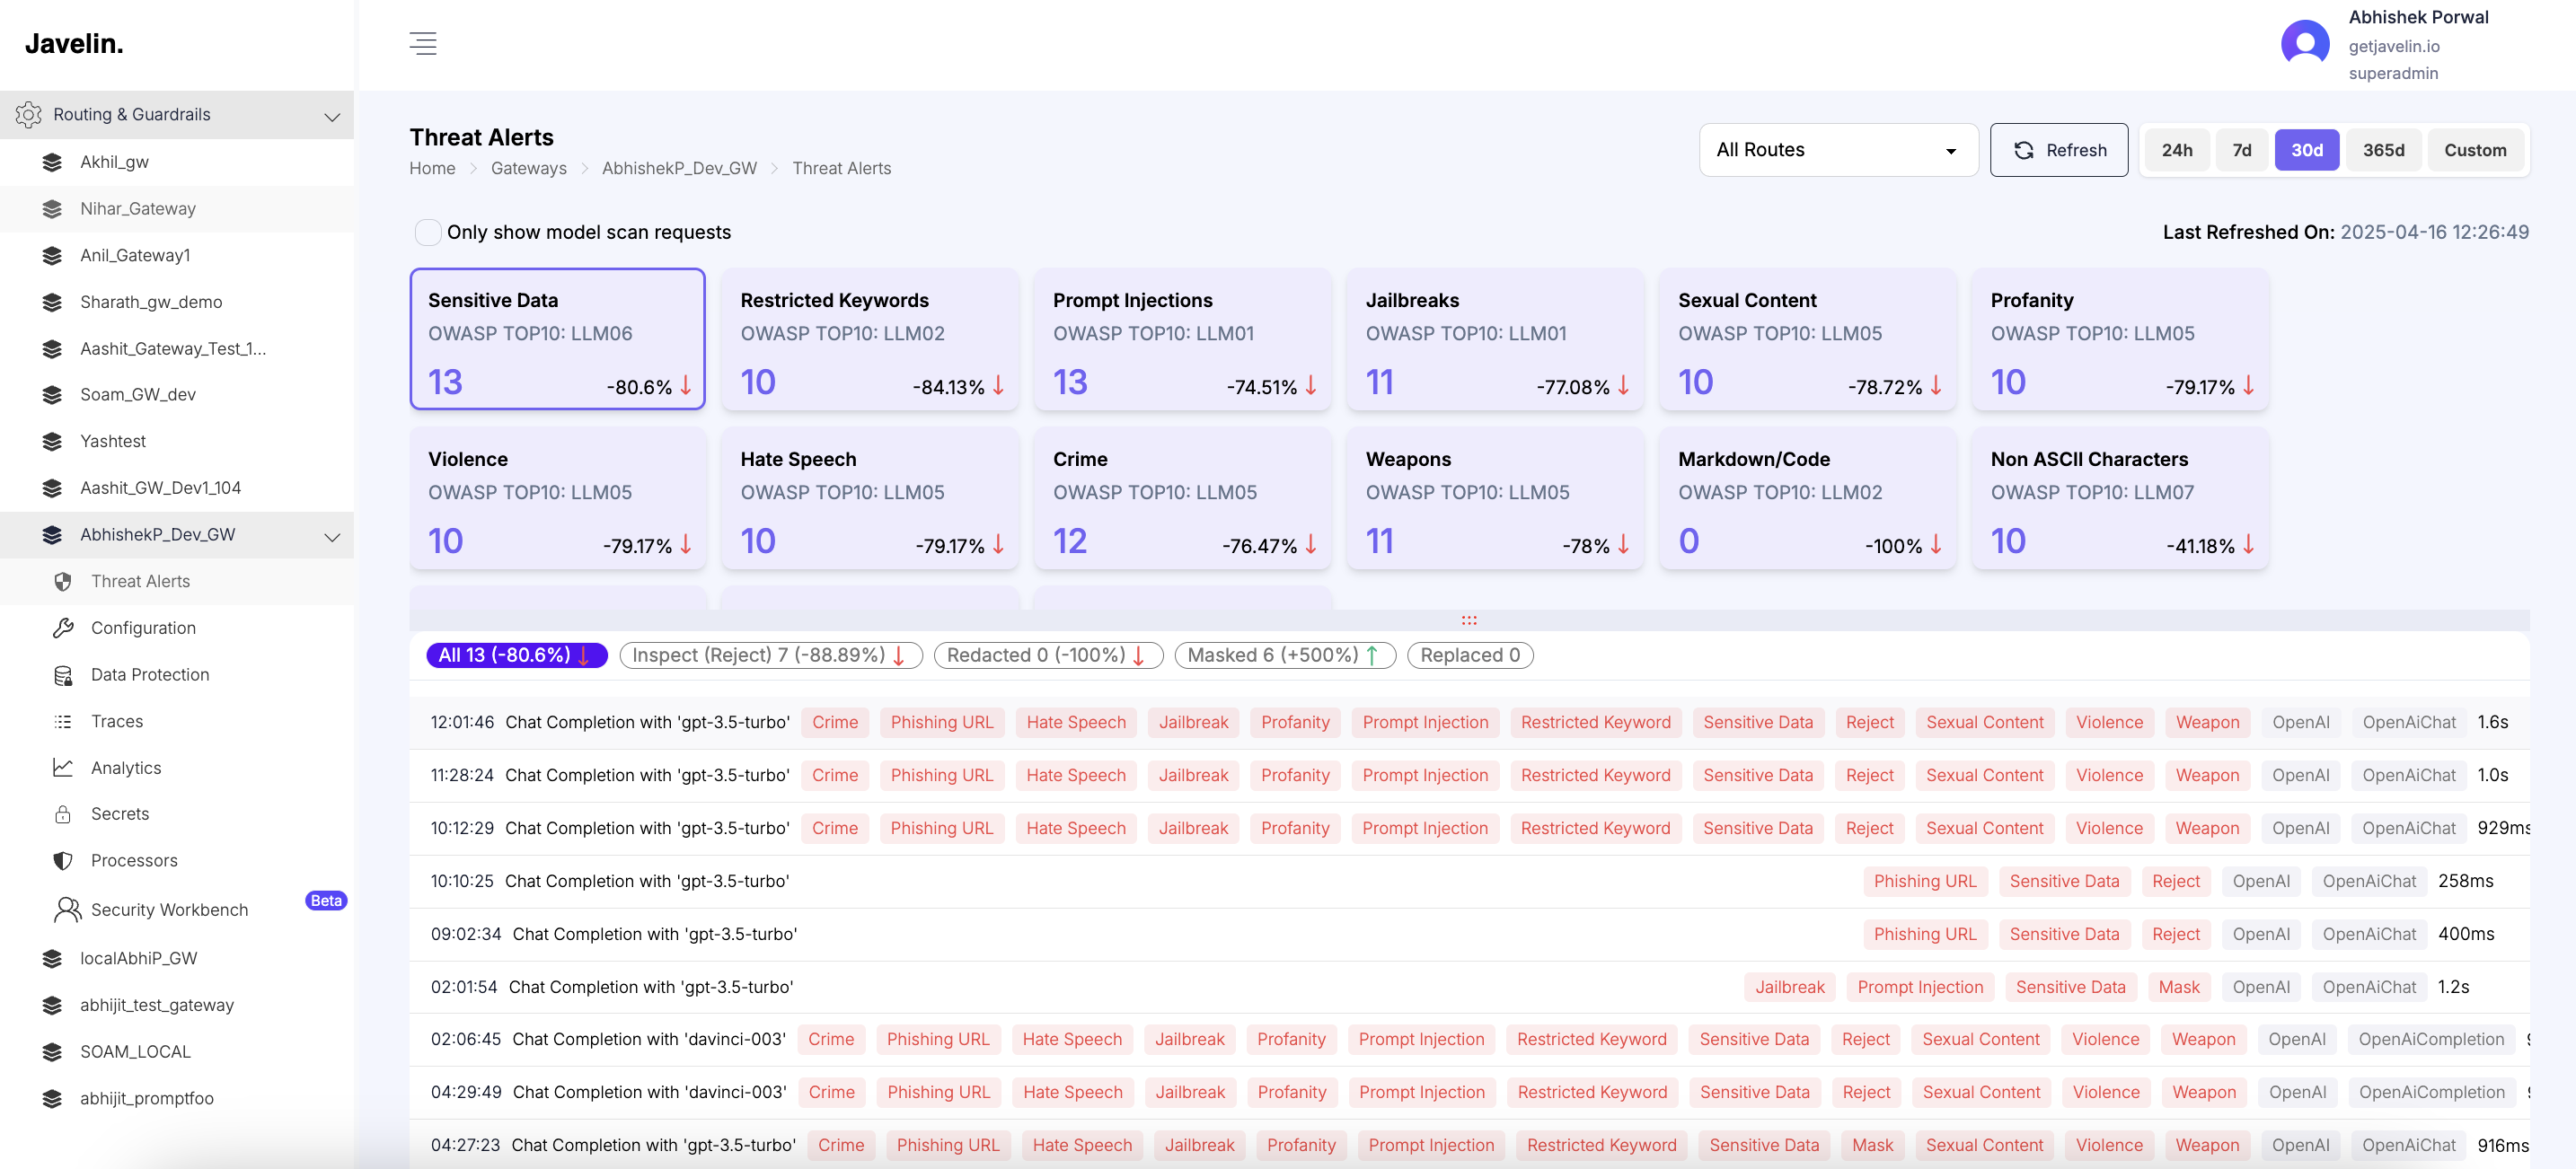 Javelin.
Abhishek Porwal
getjavelin.io
superadmin
Routing & Guardrails
Akhil_gw
Nihar_Gateway
Anil_Gateway1
Sharath_gw_demo
Aashit_Gateway_Test_1...
Soam_GW_dev
Yashtest
Aashit_GW_Dev1_104
AbhishekP_Dev_GW
Threat Alerts
Configuration
Data Protection
Traces
Analytics
Secrets
Processors
Security Workbench Beta
localAbhiP_GW
abhijit_test_gateway
SOAM_LOCAL
abhijit_promptfoo
Threat Alerts
Home > Gateways > AbhishekP_Dev_GW > Threat Alerts
All Routes Refresh 24h 7d 30d 365d Custom
Only show model scan requests
Last Refreshed On: 2025-04-16 12:26:49
Sensitive Data
OWASP TOP10: LLM06
13 -80.6% ↓
Restricted Keywords
OWASP TOP10: LLM02
10 -84.13% ↓
Prompt Injections
OWASP TOP10: LLM01
13 -74.51% ↓
Jailbreaks
OWASP TOP10: LLM01
11 -77.08% ↓
Sexual Content
OWASP TOP10: LLM05
10 -78.72% ↓
Profanity
OWASP TOP10: LLM05
10 -79.17% ↓
Violence
OWASP TOP10: LLM05
10 -79.17% ↓
Hate Speech
OWASP TOP10: LLM05
10 -79.17% ↓
Crime
OWASP TOP10: LLM05
12 -76.47% ↓
Weapons
OWASP TOP10: LLM05
11 -78% ↓
Markdown/Code
OWASP TOP10: LLM02
0 -100% ↓
Non ASCII Characters
OWASP TOP10: LLM07
10 -41.18% ↓
All 13 (-80.6%) ↓ Inspect (Reject) 7 (-88.89%) ↓ Redacted 0 (-100%) ↓ Masked 6 (+500%) ↑ Replaced 0
12:01:46 Chat Completion with 'gpt-3.5-turbo' Crime Phishing URL Hate Speech Jailbreak Profanity Prompt Injection Restricted Keyword Sensitive Data Reject Sexual Content Violence Weapon OpenAI OpenAiChat 1.6s
11:28:24 Chat Completion with 'gpt-3.5-turbo' Crime Phishing URL Hate Speech Jailbreak Profanity Prompt Injection Restricted Keyword Sensitive Data Reject Sexual Content Violence Weapon OpenAI OpenAiChat 1.0s
10:12:29 Chat Completion with 'gpt-3.5-turbo' Crime Phishing URL Hate Speech Jailbreak Profanity Prompt Injection Restricted Keyword Sensitive Data Reject Sexual Content Violence Weapon OpenAI OpenAiChat 929ms
10:10:25 Chat Completion with 'gpt-3.5-turbo' Phishing URL Sensitive Data Reject OpenAI OpenAiChat 258ms
09:02:34 Chat Completion with 'gpt-3.5-turbo' Phishing URL Sensitive Data Reject OpenAI OpenAiChat 400ms
02:01:54 Chat Completion with 'gpt-3.5-turbo' Jailbreak Prompt Injection Sensitive Data Mask OpenAI OpenAiChat 1.2s
02:06:45 Chat Completion with 'davinci-003' Crime Phishing URL Hate Speech Jailbreak Profanity Prompt Injection Restricted Keyword Sensitive Data Reject Sexual Content Violence Weapon OpenAI OpenAiCompletion
04:29:49 Chat Completion with 'davinci-003' Crime Phishing URL Hate Speech Jailbreak Profanity Prompt Injection Restricted Keyword Sensitive Data Reject Sexual Content Violence Weapon OpenAI OpenAiCompletion
04:27:23 Chat Completion with 'gpt-3.5-turbo' Crime Phishing URL Hate Speech Jailbreak Profanity Prompt Injection Restricted Keyword Sensitive Data Mask Sexual Content Violence Weapon OpenAI OpenAiChat 916ms